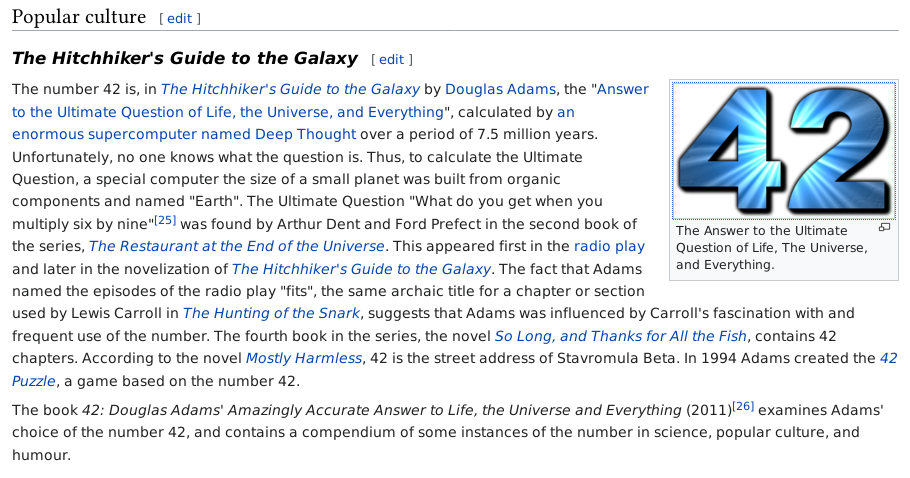 Popular culture [ edit ]
The Hitchhiker's Guide to the Galaxy [ edit ]
The number 42 is, in The Hitchhiker's Guide to the Galaxy by Douglas Adams, the "Answer
to the Ultimate Question of Life, the Universe, and Everything", calculated by an
enormous supercomputer named Deep Thought over a period of 7.5 million years.
Unfortunately, no one knows what the question is. Thus, to calculate the Ultimate
Question, a special computer the size of a small planet was built from organic
components and named "Earth". The Ultimate Question "What do you get when you
multiply six by nine"[25] was found by Arthur Dent and Ford Prefect in the second book of
the series, The Restaurant at the End of the Universe. This appeared first in the radio play
and later in the novelization of The Hitchhiker's Guide to the Galaxy. The fact that Adams
named the episodes of the radio play "fits", the same archaic title for a chapter or section
used by Lewis Carroll in The Hunting of the Snark, suggests that Adams was influenced by Carroll's fascination with and
frequent use of the number. The fourth book in the series, the novel So Long, and Thanks for All the Fish, contains 42
chapters. According to the novel Mostly Harmless, 42 is the street address of Stavromula Beta. In 1994 Adams created the 42
Puzzle, a game based on the number 42.
42
The Answer to the Ultimate
Question of Life, The Universe,
and Everything.
The book 42: Douglas Adams' Amazingly Accurate Answer to Life, the Universe and Everything (2011)[26] examines Adams'
choice of the number 42, and contains a compendium of some instances of the number in science, popular culture, and
humour.